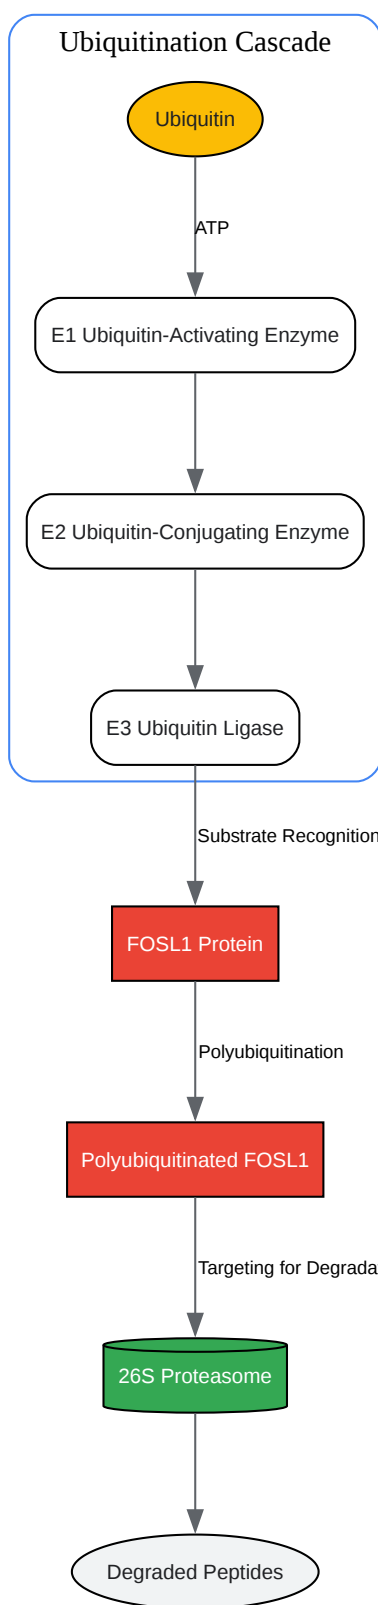 Ubiquitination Cascade
Ubiquitin
ATP
E1 Ubiquitin-Activating Enzyme
E2 Ubiquitin-Conjugating Enzyme
E3 Ubiquitin Ligase
Substrate Recognition
FOSL1 Protein
Polyubiquitination
Polyubiquitinated FOSL1
Targeting for Degrada
26S Proteasome
Degraded Peptides